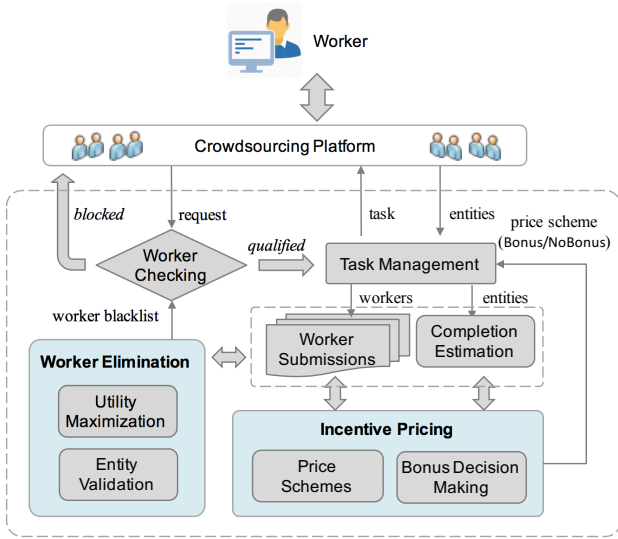 Worker
Crowdsourcing Platform
blocked
request
task
entities
price scheme
(Bonus/NoBonus)
Worker
Checking
qualified
Task Management
worker blacklist
workers
entities
Worker
Submissions
Completion
Estimation
Worker Elimination
Utility
Maximization
Entity
Validation
Incentive Pricing
Price
Schemes
Bonus Decision
Making